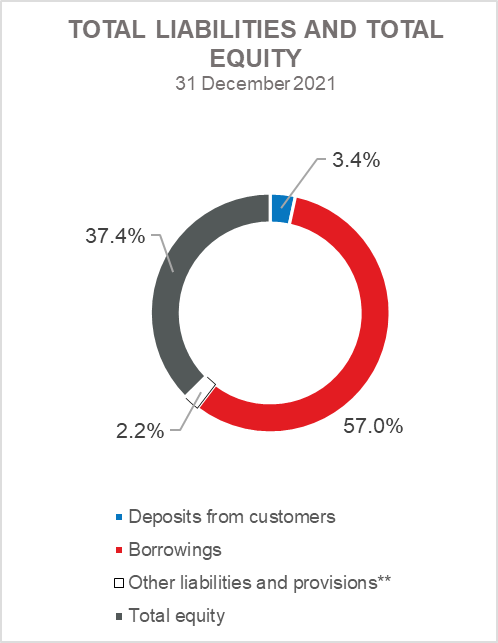 TOTAL LIABILITIES AND TOTAL
EQUITY
31 December 2021
3.4%
37.4%
2.2%
57.0%
Deposits from customers
Borrowings
Other liabilities and provisions**
Total equity